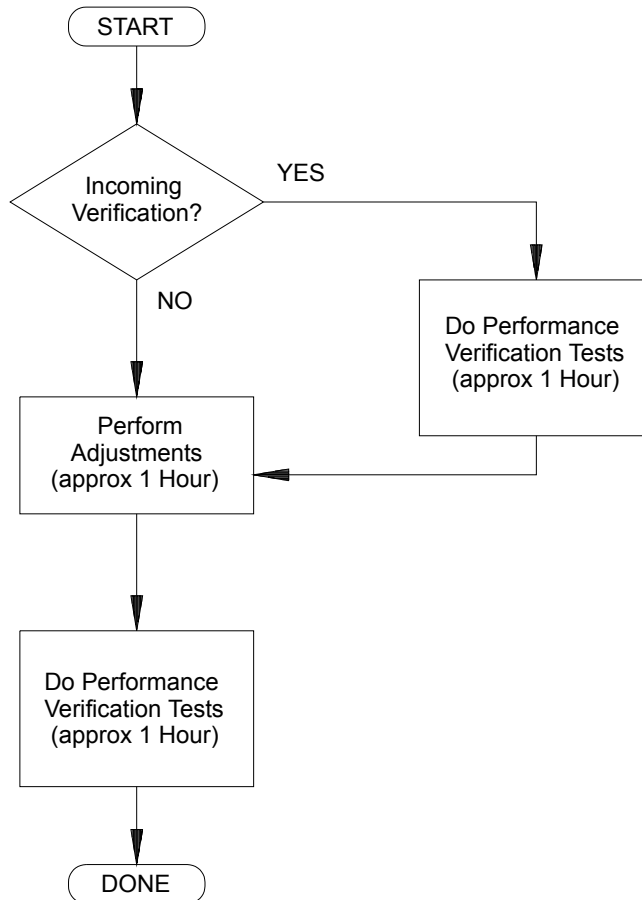 START
Incoming
Verification?
YES
NO
Do Performance
Verification Tests
(approx 1 Hour)
Perform
Adjustments
(approx 1 Hour)
Do Performance
Verification Tests
(approx 1 Hour)
DONE